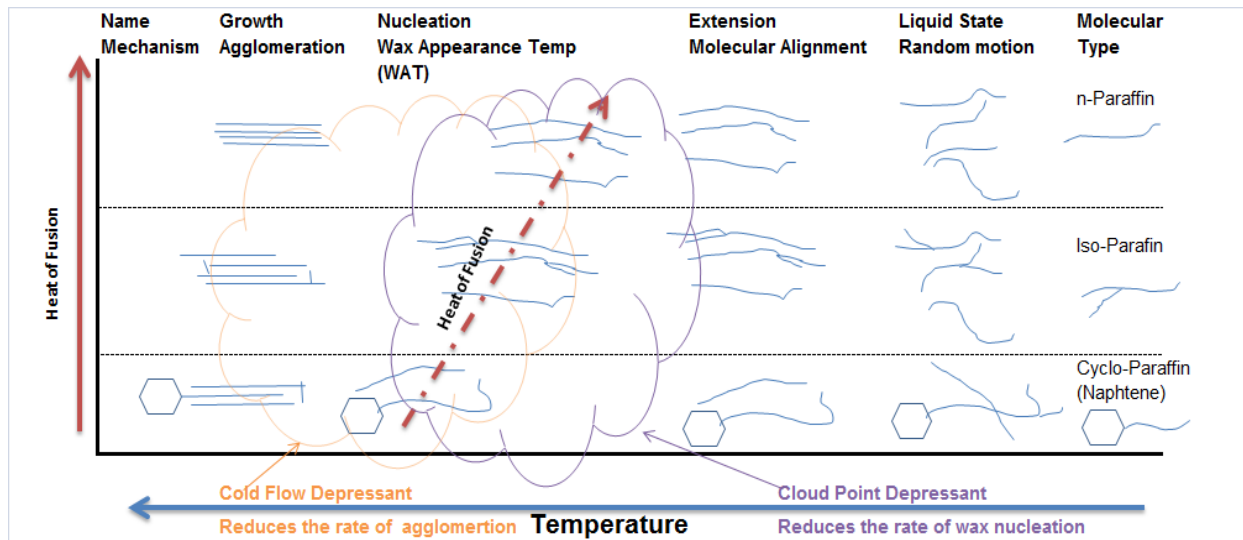 Name
Mechanism
Growth
Agglomeration
Nucleation
Wax Appearance Temp
(WAT)
Extension
Molecular Alignment
Liquid State
Random motion
Molecular
Type
n-Paraffin
Heat of Fusion
Heat of Fusion
Iso-Parafin
Cyclo-Paraffin
(Naphtene)
Cold Flow Depressant
Reduces the rate of agglomertion
Temperature
Cloud Point Depressant
Reduces the rate of wax nucleation